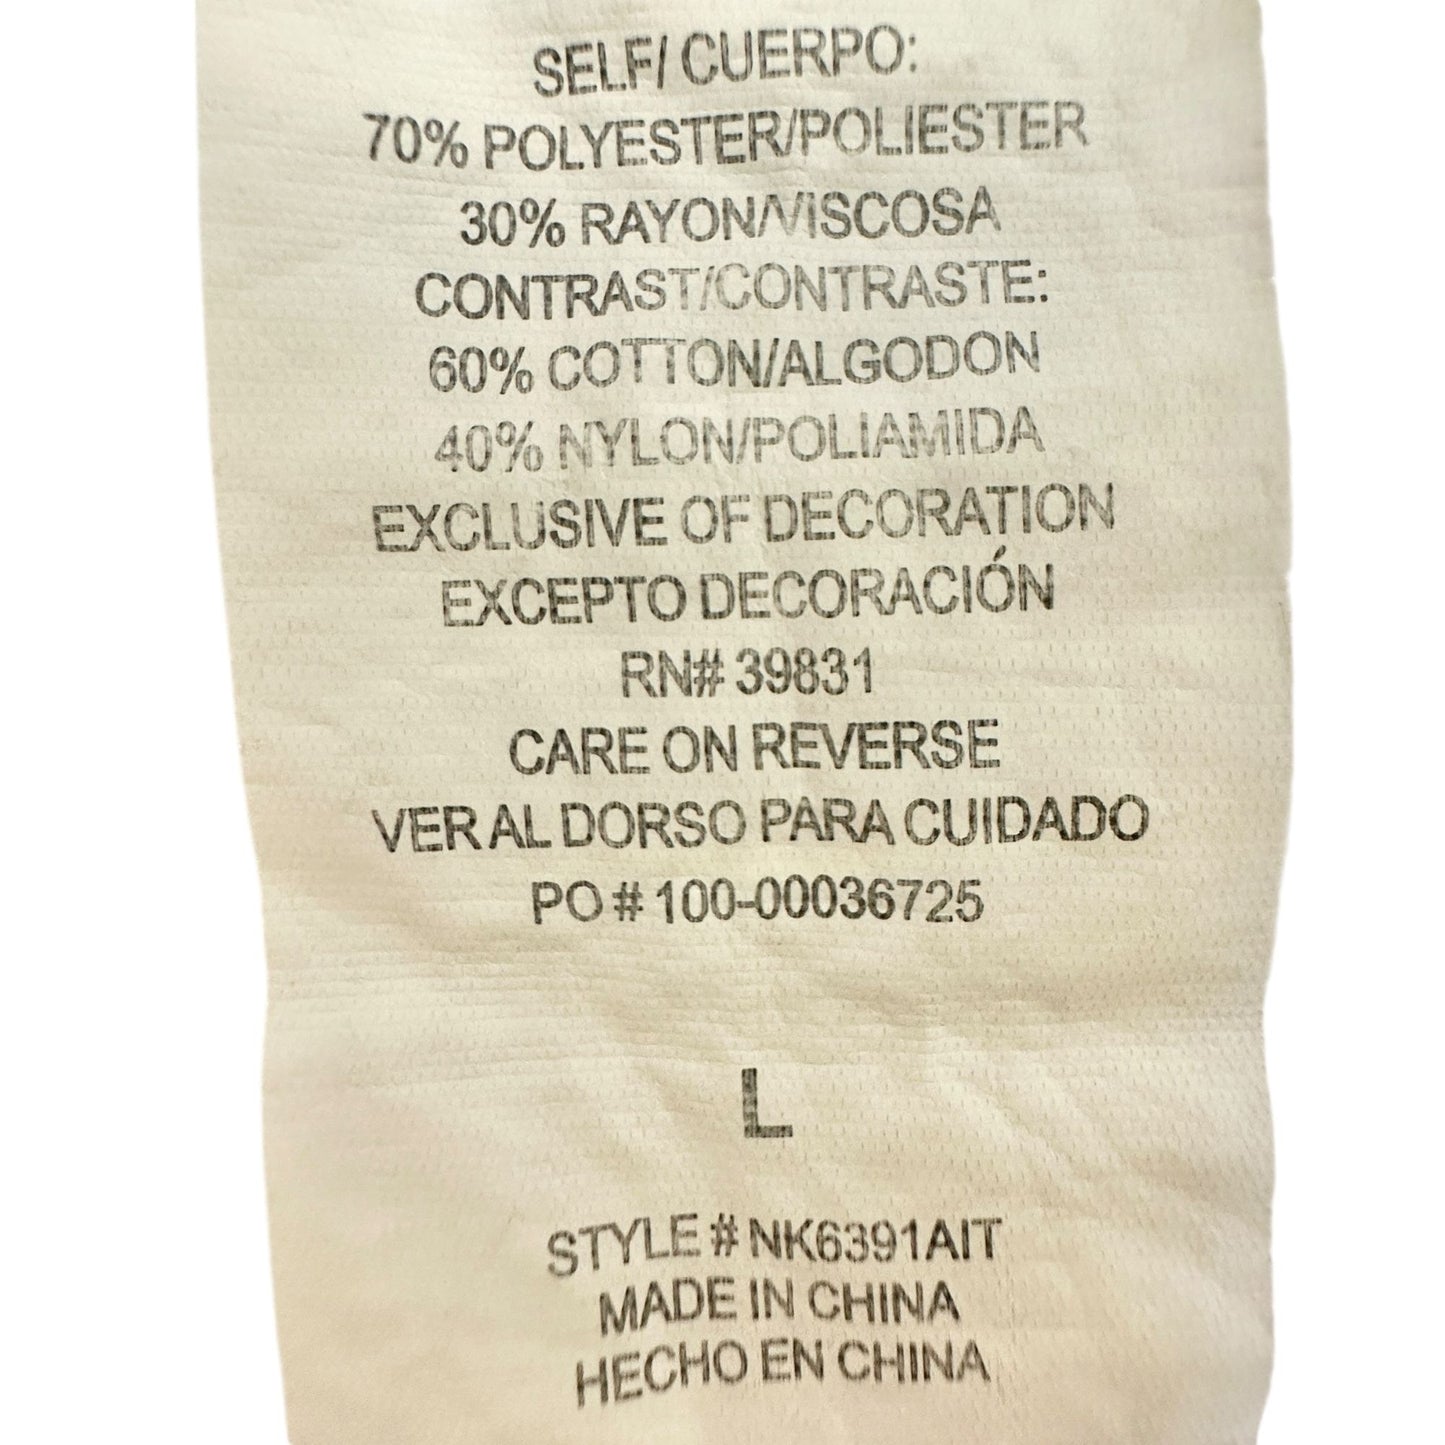 SELF/ CUERPO:
70% POLYESTER/POLIESTER
30% RAYON/VISCOSA
CONTRAST/CONTRASTE:
60% COTTON/ALGODON
40% NYLON/POLIAMIDA
EXCLUSIVE OF DECORATION
EXCEPTO DECORACIÓN
RN# 39831
CARE ON REVERSE
VER AL DORSO PARA CUIDADO
PO # 100-00036725
L
STYLE # NK6391AIT
MADE IN CHINA
HECHO EN CHINA